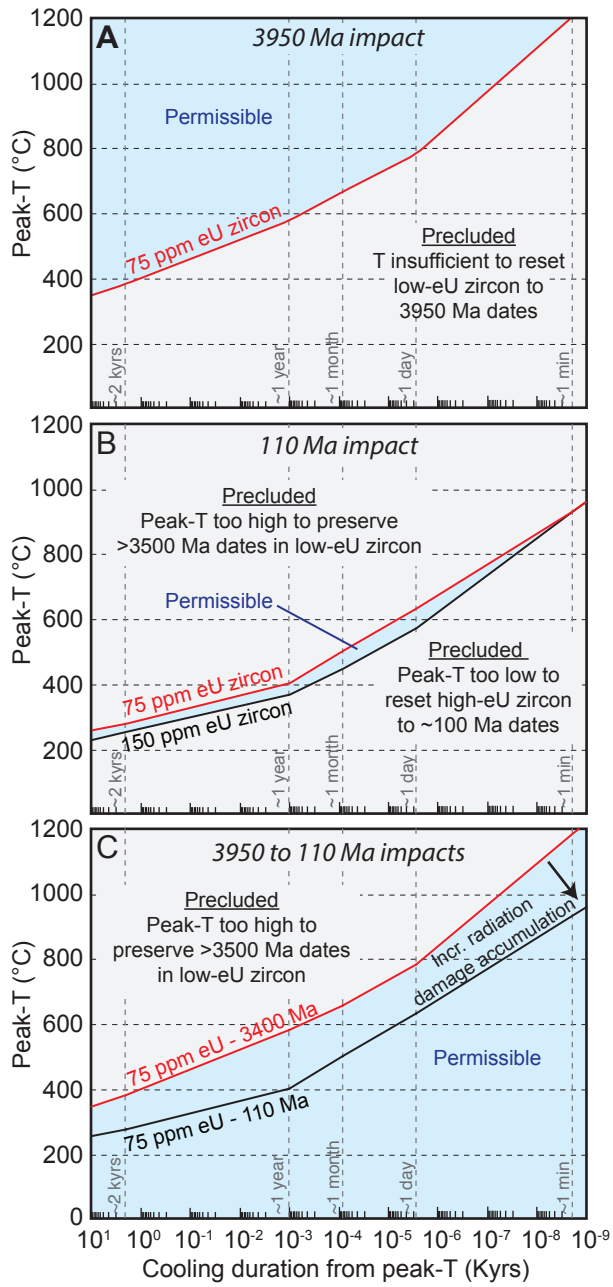 A
3950 Ma impact
1200
1000
800
600
400
200
Peak-T (°C)
Permissible
75 ppm eU zircon
Precluded
T insufficient to reset
low-eU zircon to
3950 Ma dates
~2 kyrs
~1 year
~1 month
~1 day
~1 min
B
110 Ma impact
1200
1000
800
600
400
200
Peak-T (°C)
Precluded
Peak-T too high to preserve
>3500 Ma dates in low-eU zircon
Permissible
75 ppm eU zircon
150 ppm eU zircon
Precluded
Peak-T too low to
reset high-eU zircon
to ~100 Ma dates
~2 kyrs
~1 year
~1 month
~1 day
~1 min
C
3950 to 110 Ma impacts
1200
1000
800
600
400
200
0
Peak-T (°C)
Precluded
Peak-T too high to
preserve >3500 Ma dates
in low-eU zircon
Incr. radiation
damage accumulation
75 ppm eU - 3400 Ma
75 ppm eU - 110 Ma
Permissible
~2 kyrs
~1 year
~1 month
~1 day
~1 min
10¹ 10⁰ 10⁻¹ 10⁻² 10⁻³ 10⁻⁴ 10⁻⁵ 10⁻⁶ 10⁻⁷ 10⁻⁸ 10⁻⁹
Cooling duration from peak-T (Kyrs)